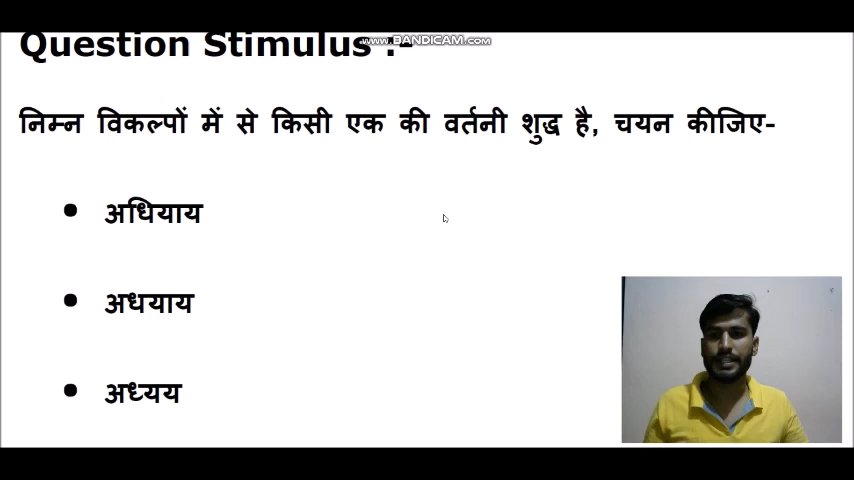 Question Stimulus :-
WWW.BANDICAM.COM
निम्न विकल्पों में से किसी एक की वर्तनी शुद्ध है, चयन कीजिए-
• अधियाय
• अधयाय
• अध्यय